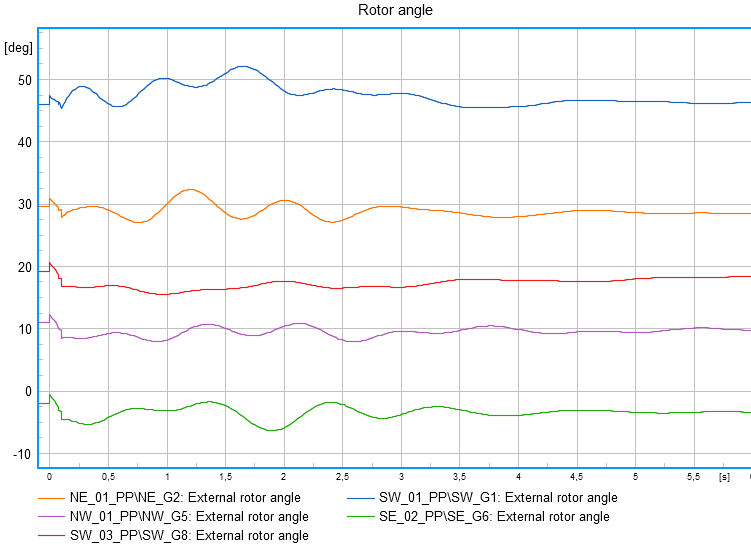 Rotor angle
[deg]
50
40
30
20
10
0
-10
0 0,5 1 1,5 2 2,5 3 3,5 4 4,5 5 5,5 [s]
NE_01_PP\NE_G2: External rotor angle SW_01_PP\SW_G1: External rotor angle
NW_01_PP\NW_G5: External rotor angle SE_02_PP\SE_G6: External rotor angle
SW_03_PP\SW_G8: External rotor angle